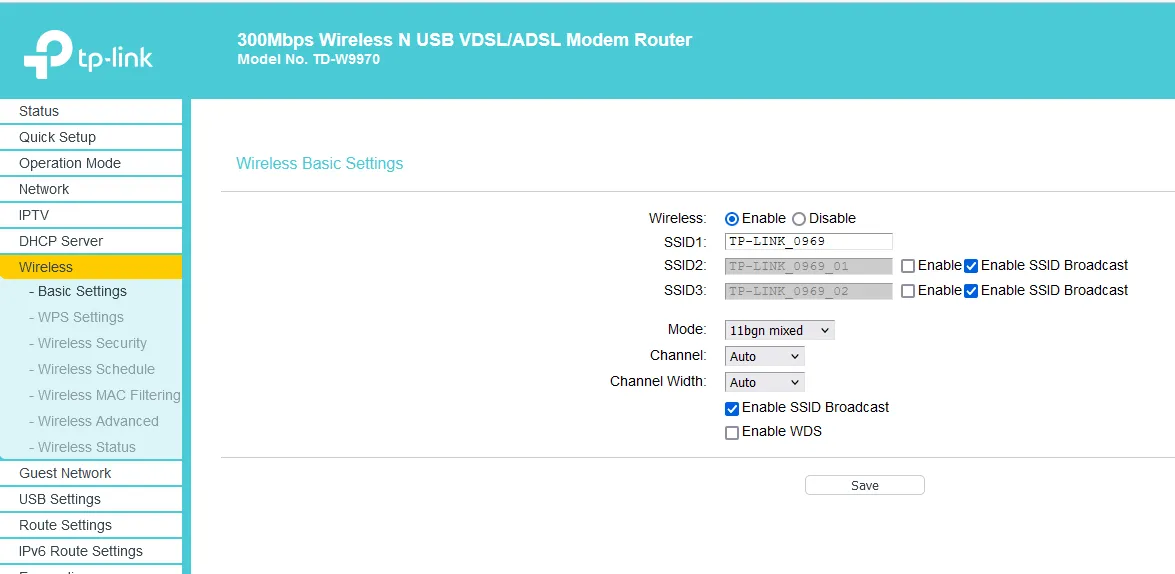 tp-link
300Mbps Wireless N USB VDSL/ADSL Modem Router
Model No. TD-W9970
Status
Quick Setup
Operation Mode
Network
IPTV
DHCP Server
Wireless
- Basic Settings
- WPS Settings
- Wireless Security
- Wireless Schedule
- Wireless MAC Filtering
- Wireless Advanced
- Wireless Status
Guest Network
USB Settings
Route Settings
IPv6 Route Settings
Wireless Basic Settings
Wireless: Enable Disable
SSID1: TP-LINK_0969
SSID2: TP-LINK_0969_01 Enable Enable SSID Broadcast
SSID3: TP-LINK_0969_02 Enable Enable SSID Broadcast
Mode: 11bgn mixed
Channel: Auto
Channel Width: Auto
Enable SSID Broadcast
Enable WDS
Save